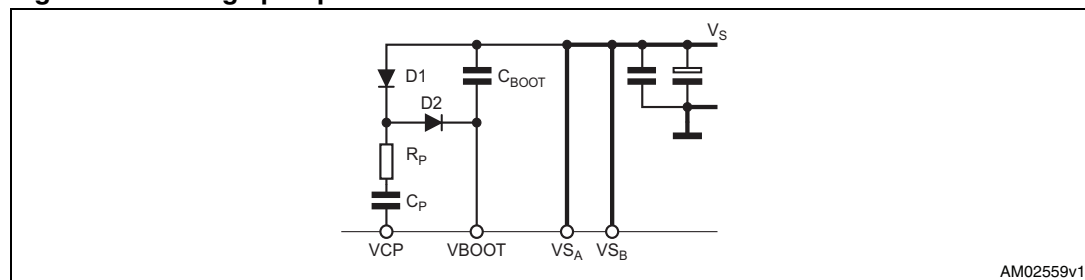 V_S
D1
C_BOOT
D2
R_P
C_P
VCP VBOOT VS_A VS_B
AM02559v1